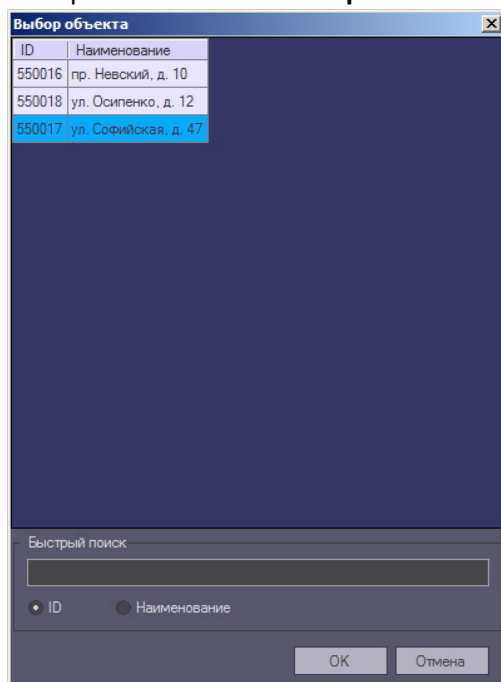 Выбор объекта
ID Наименование
550016 пр. Невский, д. 10
550018 ул. Осипенко, д. 12
550017 ул. Софийская, д. 47
Быстрый поиск
ID Наименование
OK Отмена